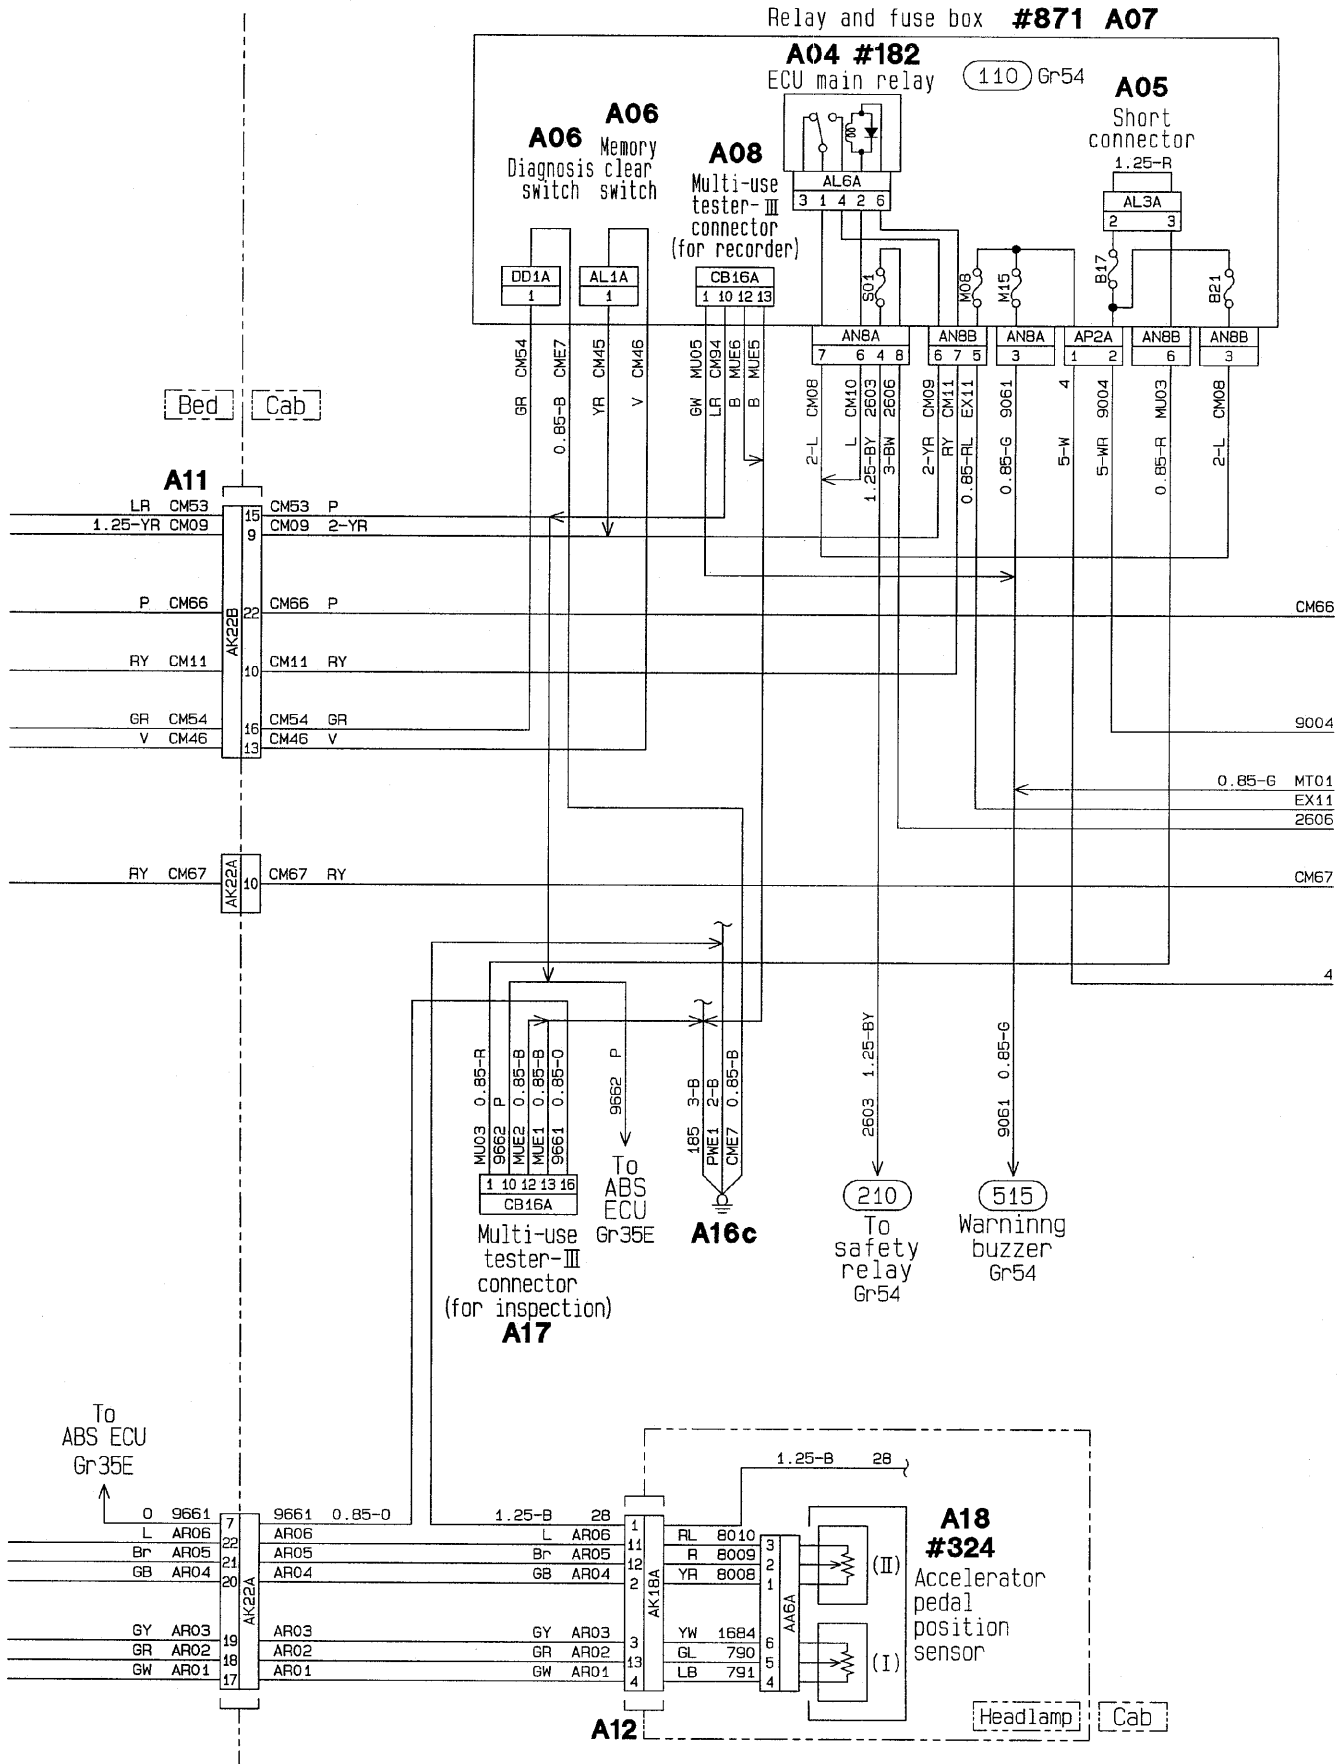 Relay and fuse box #871 A07
A04 #182
ECU main relay
110 Gr54
A05
Short
connector
1.25-R
AL3A
2 3
A06
Diagnosis
switch
A06
Memory
clear
switch
A08
Multi-use
tester-III
connector
(for recorder)
AL6A
3 1 4 2 6
DD1A
1
AL1A
1
CB16A
1 10 12 13
S01
M08
M15
B17
B21
AN8A
7 6 4 8
AN8B
6 7 5
AN8A
3
AP2A
1 2
AN8B
6
AN8B
3
GR CM54
0.85-B CME7
YR CM45
V CM46
GW MU05
LR CM94
B MUE6
B MUE5
2-L CM08
L CM10
1.25-BY 2603
3-BW 2606
2-YR CM09
RY CM11
0.85-RL EX11
0.85-G 9061
5-W 4
5-WR 9004
0.85-R MU03
2-L CM08
Bed Cab
A11
LR CM53 15 CM53 P
1.25-YR CM09 9 CM09 2-YR
P CM66 22 CM66 P CM66
AK22B
RY CM11 10 CM11 RY
GR CM54 16 CM54 GR
V CM46 13 CM46 V
9004
0.85-G MT01
EX11
2606
RY CM67 10 CM67 RY CM67
AK22A
4
MU03 0.85-R
9662 P
MUE2 0.85-B
MUE1 0.85-B
9661 0.85-O
9662 P
185 3-B
PWE1 2-B
CME7 0.85-B
2603 1.25-BY
9061 0.85-G
1 10 12 13 16
CB16A
Multi-use
tester-III
connector
(for inspection)
A17
To
ABS
ECU
Gr35E
A16c
210
To
safety
relay
Gr54
515
Warninng
buzzer
Gr54
To
ABS ECU
Gr35E
O 9661 7 9661 0.85-O
L AR06 22 AR06
Br AR05 21 AR05
GB AR04 20 AR04
AK22A
GY AR03 19 AR03
GR AR02 18 AR02
GW AR01 17 AR01
1.25-B 28 1
L AR06 11 RL 8010 3
Br AR05 12 R 8009 2
GB AR04 2 YR 8008 1
AK18A
AA6A
GY AR03 3 YW 1684 6
GR AR02 13 GL 790 5
GW AR01 4 LB 791 4
1.25-B 28
(II)
(I)
A18
#324
Accelerator
pedal
position
sensor
A12
Headlamp Cab